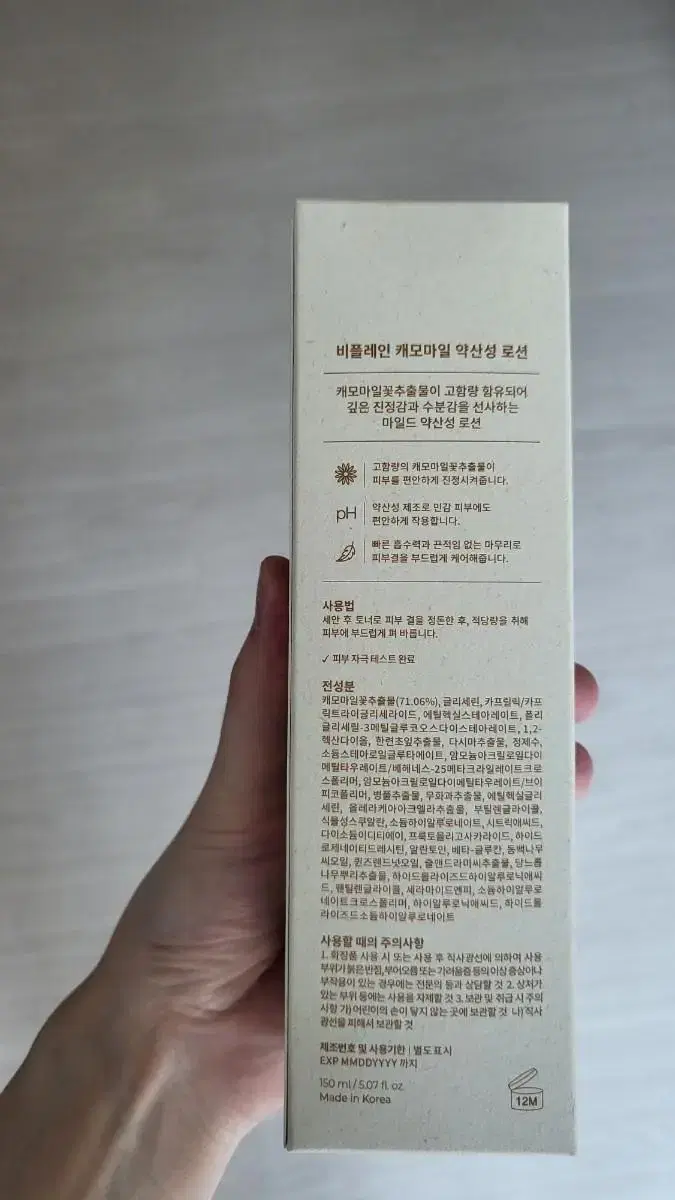 비플레인 캐모마일 약산성 로션
캐모마일꽃추출물이 고함량 함유되어
깊은 진정감과 수분감을 선사하는
마일드 약산성 로션
고함량의 캐모마일꽃추출물이
피부를 편안하게 진정시켜줍니다.
pH
약산성 제조로 민감 피부에도
편안하게 작용합니다.
빠른 흡수력과 끈적임 없는 마무리로
피부결을 부드럽게 케어해줍니다.
사용법
세안 후 토너로 피부 결을 정돈한 후, 적당량을 취해
피부에 부드럽게 펴 바릅니다.
✓ 피부 자극 테스트 완료
전성분
캐모마일꽃추출물(71.06%), 글리세린, 카프릴릭/카프
릭트라이글리세라이드, 에틸헥실스테아레이트, 폴리
글리세릴-3메틸글루코오스다이스테아레이트, 1,2-
헥산다이올, 한련초잎추출물, 다시마추출물, 정제수,
소듐스테아로일글루타메이트, 암모늄아크릴로일다이
메틸타우레이트/베헤네스-25메타크라일레이트크로
스폴리머, 암모늄아크릴로일다이메틸타우레이트/브이
피코폴리머, 병풀추출물, 무화과추출물, 에틸헥실글리
세린, 올레라케아아크엘라추출물, 부틸렌글라이콜,
식물성스쿠알란, 소듐하이알루로네이트, 시트릭애씨드,
다이소듐이디티에이, 프룩토올리고사카라이드, 하이드
로제네이티드레시틴, 알란토인, 베타-글루칸, 동백나무
씨오일, 퀸즈랜드넛오일, 출맨드라미씨추출물, 당느릅
나무뿌리추출물, 하이드롤라이즈드하이알루로닉애씨
드, 펜틸렌글라이콜, 세라마이드엔피, 소듐하이알루로
네이트크로스폴리머, 하이알루로닉애씨드, 하이드롤
라이즈드소듐하이알루로네이트
사용할 때의 주의사항
1. 화장품 사용 시 또는 사용 후 직사광선에 의하여 사용
부위가 붉은 반점, 부어오름 또는 가려움증 등의 이상 증상이나
부작용이 있는 경우에는 전문의 등과 상담할 것 2. 상처가
있는 부위 등에는 사용을 자제할 것 3. 보관 및 취급 시 주의
사항 가) 어린이의 손이 닿지 않는 곳에 보관할 것 나) 직사
광선을 피해서 보관할 것
제조번호 및 사용기한 | 별도표시
EXP MMDDYYYY 까지
150 ml / 5.07 fl. oz.
Made in Korea
12M